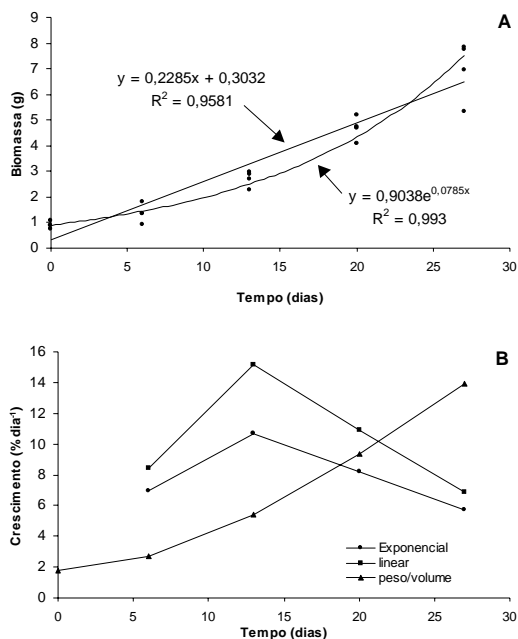 A
Biomassa (g)
9
8
7
6
5
4
3
2
1
0
y = 0,2285x + 0,3032
R² = 0,9581
y = 0,9038e^0,0785x
R² = 0,993
0 5 10 15 20 25 30
Tempo (dias)
B
Crescimento (% dia⁻¹)
16
14
12
10
8
6
4
2
0
Exponencial
linear
peso/volume
0 5 10 15 20 25 30
Tempo (dias)